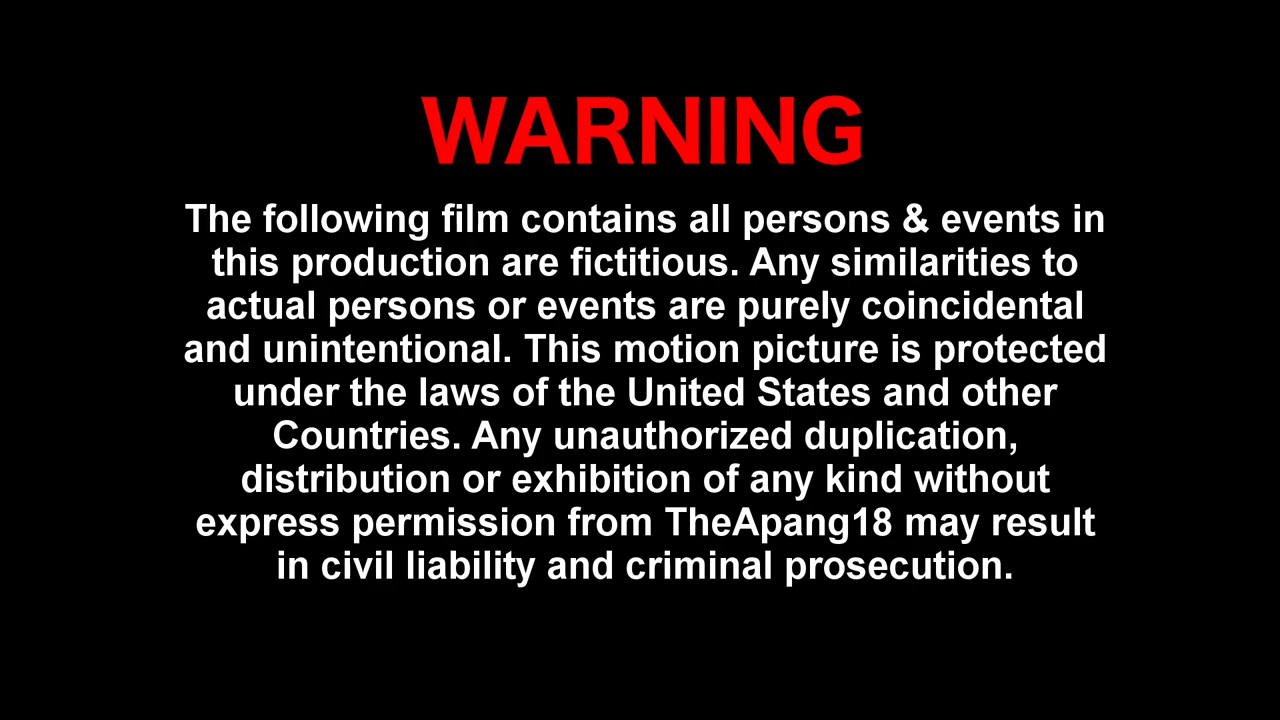 WARNING
The following film contains all persons & events in
this production are fictitious. Any similarities to
actual persons or events are purely coincidental
and unintentional. This motion picture is protected
under the laws of the United States and other
Countries. Any unauthorized duplication,
distribution or exhibition of any kind without
express permission from TheApang18 may result
in civil liability and criminal prosecution.